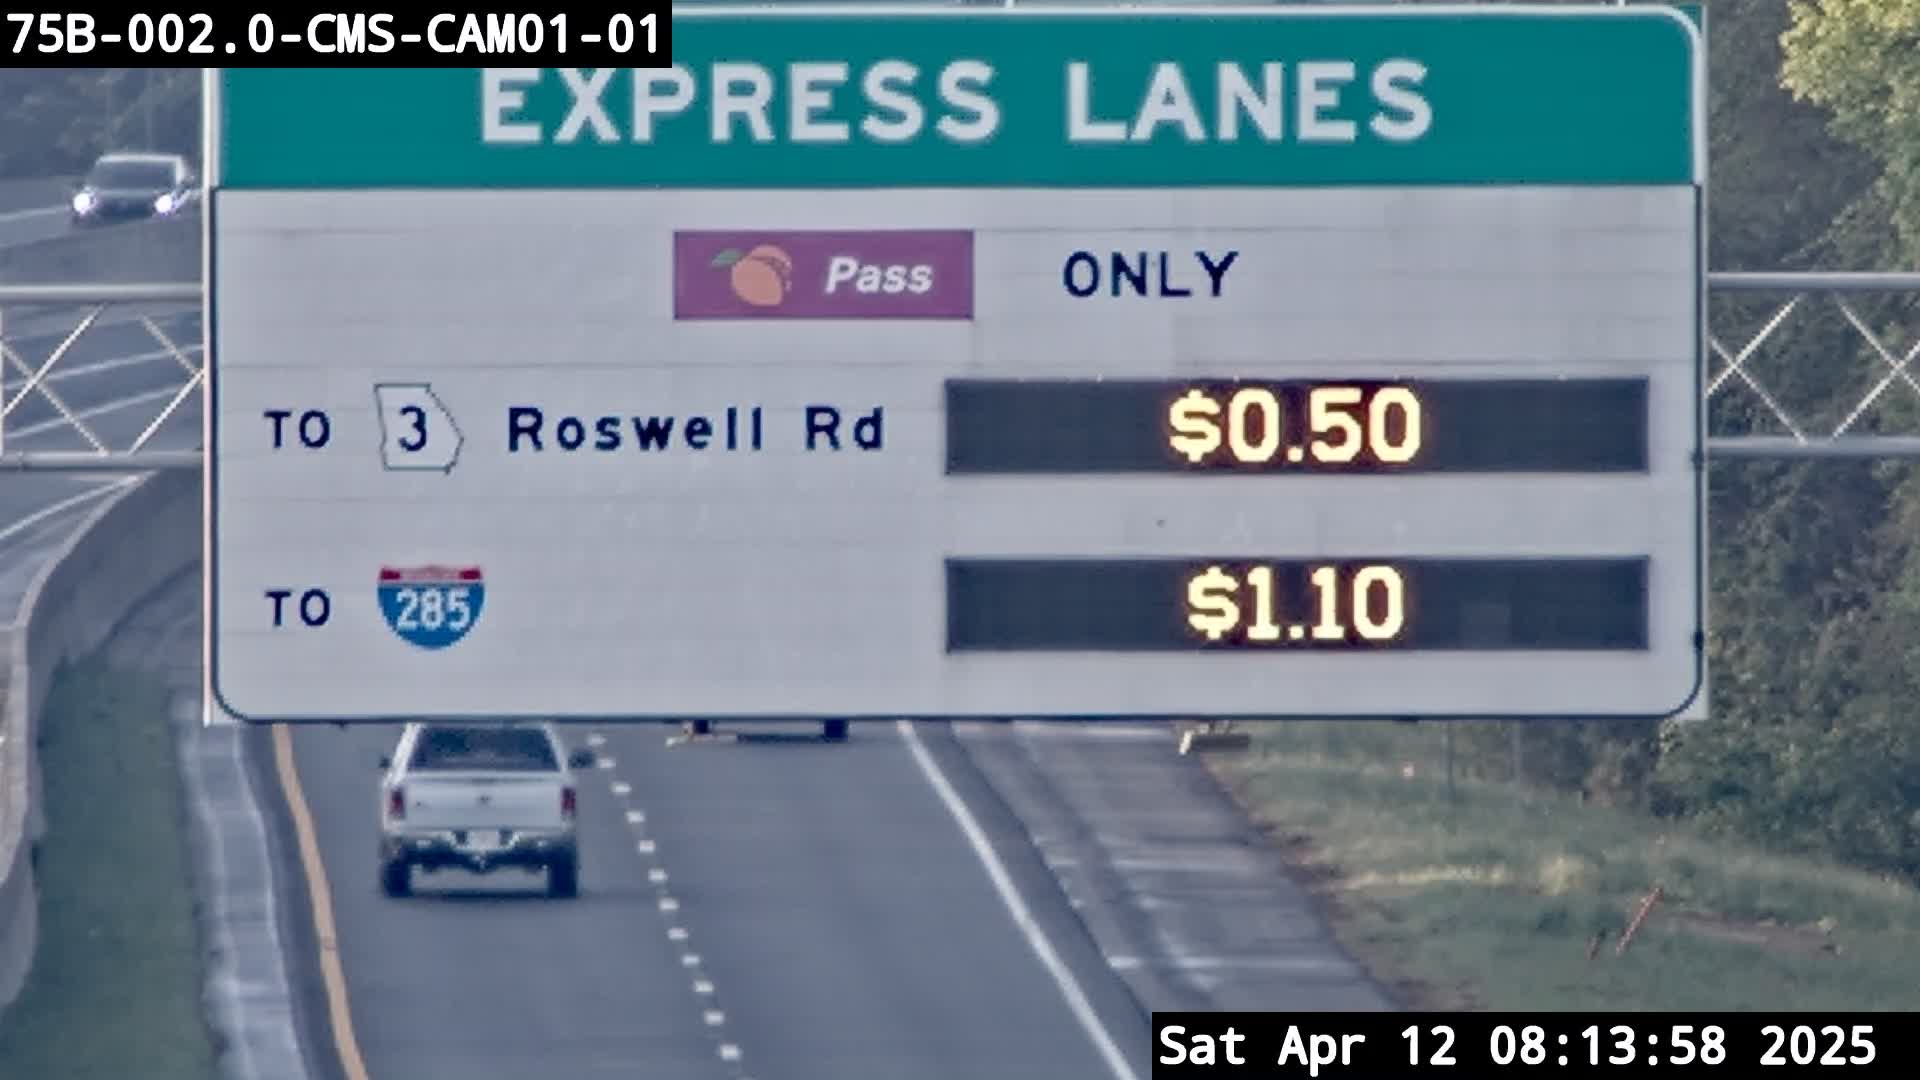 75B-002.0-CMS-CAM01-01
EXPRESS LANES
Pass ONLY
TO 3 Roswell Rd $0.50
TO 285 $1.10
Sat Apr 12 08:13:58 2025